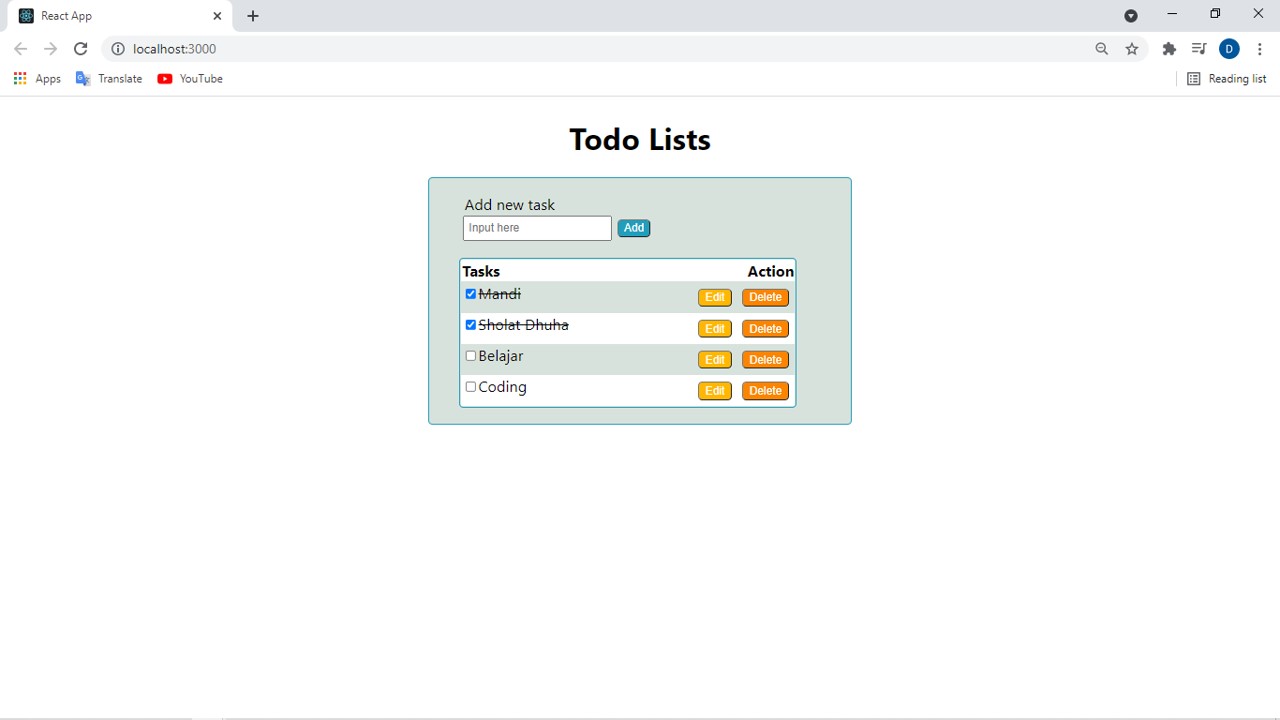 React App
localhost:3000
D
Apps Translate YouTube Reading list
Todo Lists
Add new task
Input here Add
Tasks Action
Mandi Edit Delete
Sholat Dhuha Edit Delete
Belajar Edit Delete
Coding Edit Delete